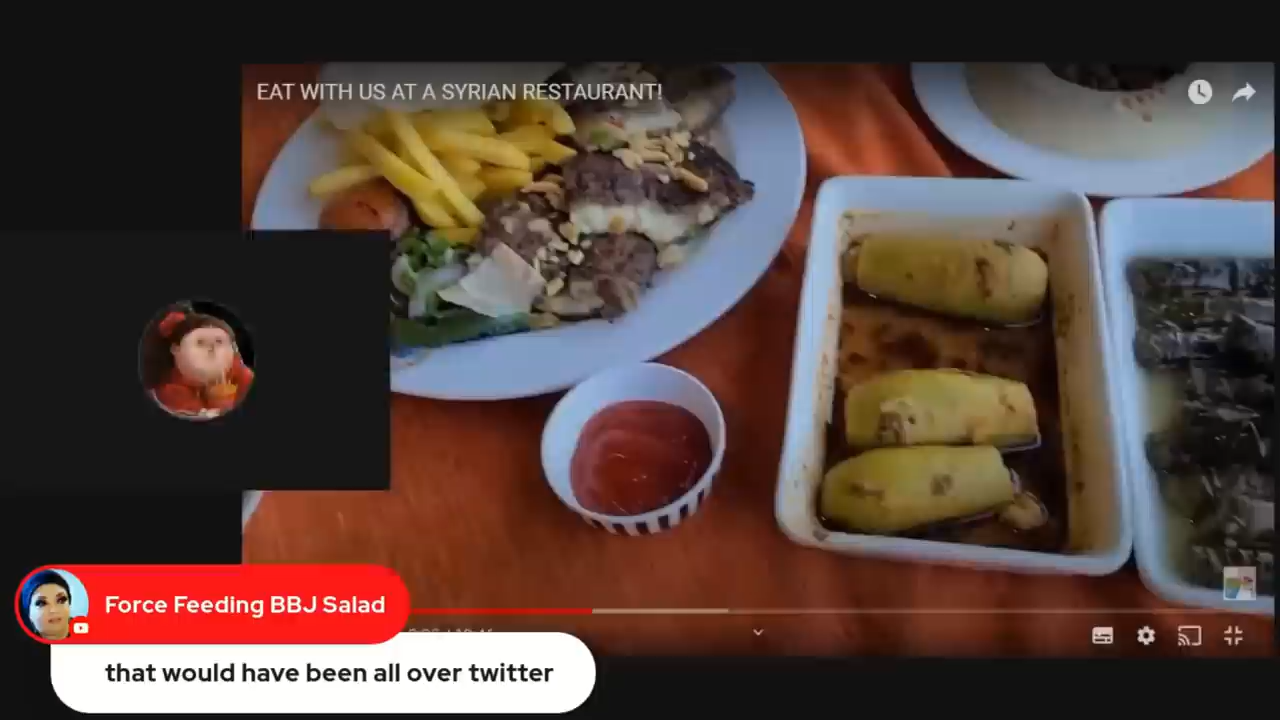 EAT WITH US AT A SYRIAN RESTAURANT!
Force Feeding BBJ Salad
that would have been all over twitter